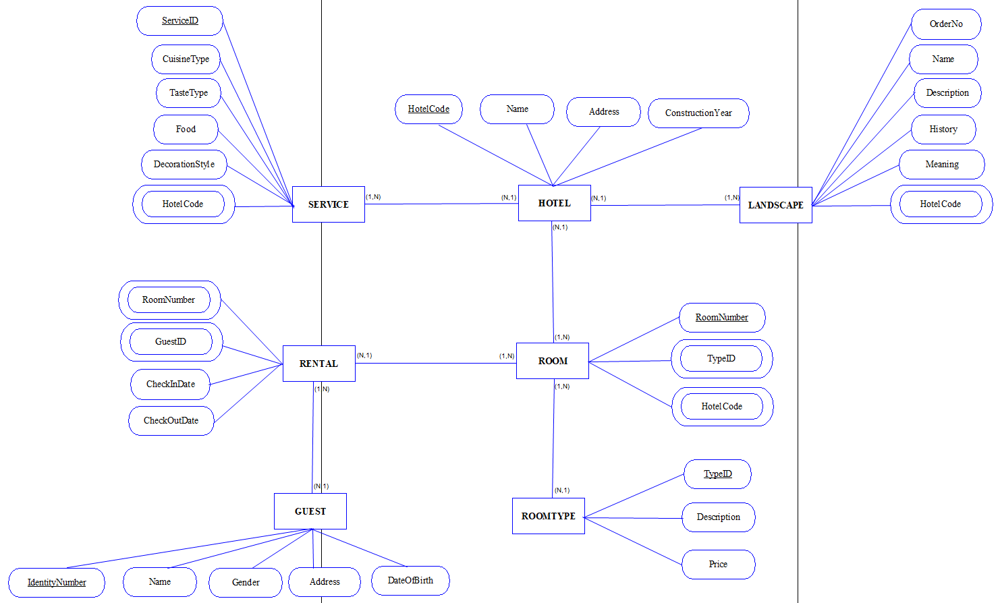 ServiceID
CuisineType
TasteType
Food
DecorationStyle
HotelCode
SERVICE
(1,N)
(N,1)
HotelCode
Name
Address
ConstructionYear
HOTEL
(N,1)
(1,N)
LANDSCAPE
OrderNo
Name
Description
History
Meaning
HotelCode
(N,1)
(1,N)
RoomNumber
GuestID
CheckInDate
CheckOutDate
RENTAL
(N,1)
(1,N)
ROOM
RoomNumber
TypeID
HotelCode
(1,N)
(1,N)
(N,1)
(N,1)
GUEST
ROOMTYPE
TypeID
Description
Price
IdentityNumber
Name
Gender
Address
DateOfBirth